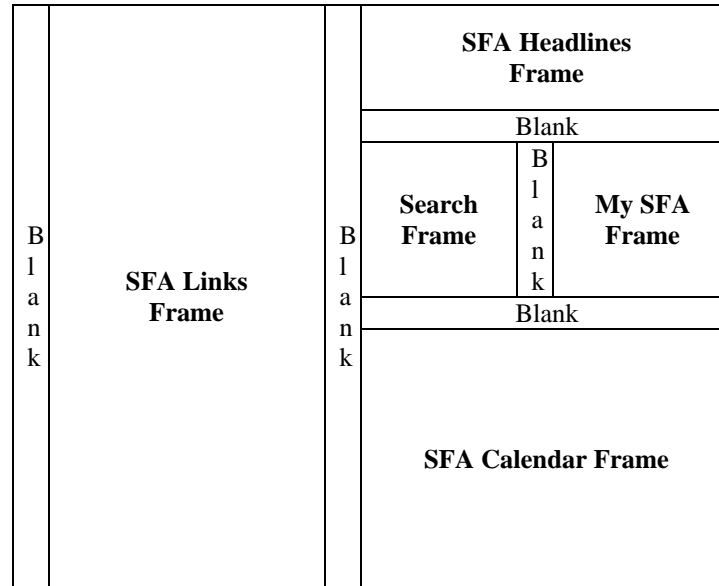 B
l
a
n
k
SFA Links
Frame
B
l
a
n
k
SFA Headlines
Frame
Blank
Search
Frame
B
l
a
n
k
My SFA
Frame
Blank
SFA Calendar Frame